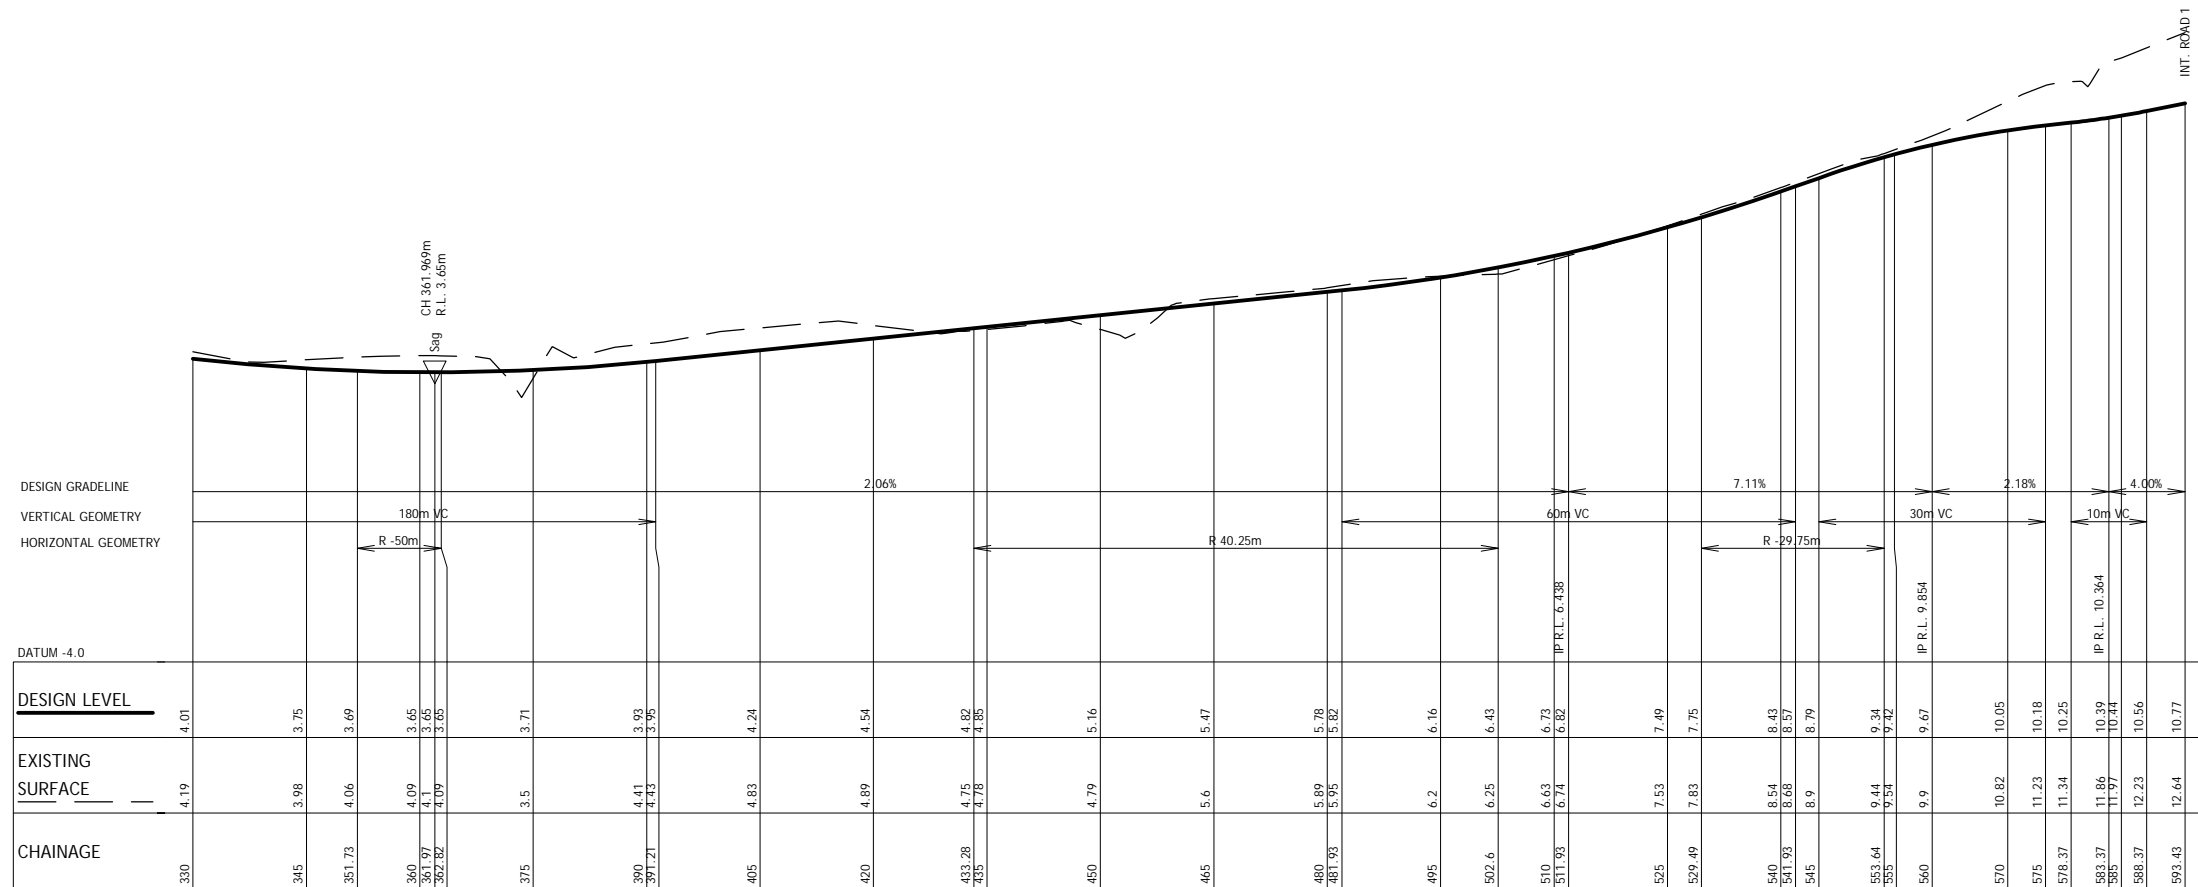 INT. ROAD 1
CH 361.969m
R.L. 3.65m
Sag
DESIGN GRADELINE 2.06% 7.11% 2.18% 4.00%
VERTICAL GEOMETRY 180m VC 60m VC 30m VC 10m VC
HORIZONTAL GEOMETRY R -50m R 40.25m R -29.75m
IP R.L. 6.438
IP R.L. 9.854
IP R.L. 10.364
DATUM -4.0
DESIGN LEVEL 4.01 3.75 3.69 3.65 3.65 3.65 3.71 3.93 3.95 4.24 4.54 4.82 4.85 5.16 5.47 5.78 5.82 6.16 6.43 6.73 6.82 7.49 7.75 8.43 8.57 8.79 9.34 9.42 9.67 10.05 10.18 10.25 10.39 10.44 10.56 10.77
EXISTING
SURFACE 4.19 3.98 4.06 4.09 4.1 4.09 3.5 4.41 4.43 4.83 4.89 4.75 4.78 4.79 5.6 5.89 5.95 6.2 6.25 6.63 6.74 7.53 7.83 8.54 8.68 8.9 9.44 9.54 9.9 10.82 11.23 11.34 11.86 11.97 12.23 12.64
CHAINAGE 330 345 351.73 360 361.97 362.82 375 390 391.21 405 420 433.28 435 450 465 480 481.93 495 502.6 510 511.93 525 529.49 540 541.93 545 553.64 555 560 570 575 578.37 583.37 585 588.37 593.43